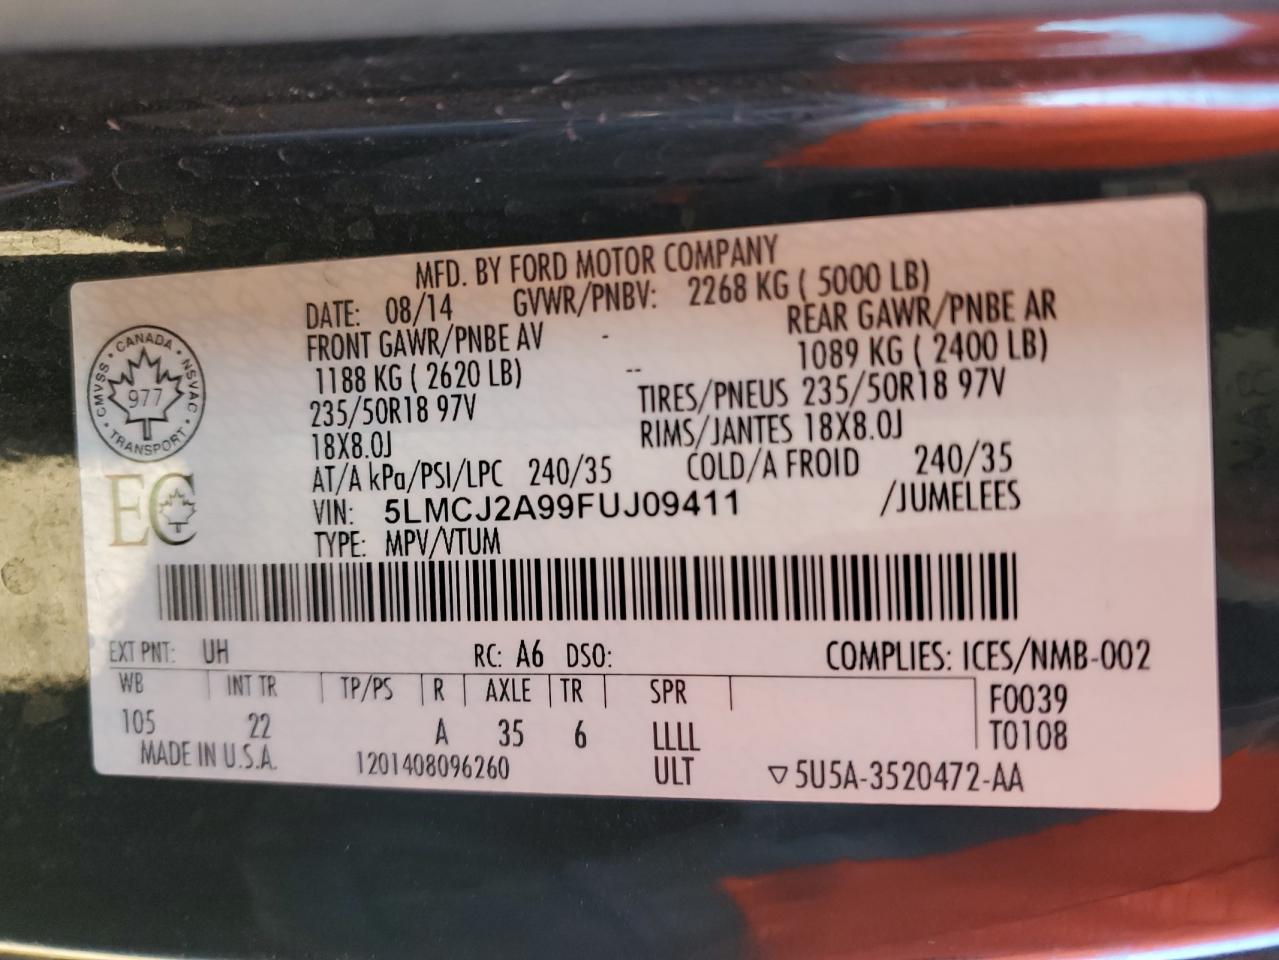 MFD. BY FORD MOTOR COMPANY
DATE: 08/14 GVWR/PNBV: 2268 KG ( 5000 LB)
FRONT GAWR/PNBE AV - REAR GAWR/PNBE AR
1188 KG ( 2620 LB) -- 1089 KG ( 2400 LB)
235/50R18 97V TIRES/PNEUS 235/50R18 97V
18X8.0J RIMS/JANTES 18X8.0J
AT/A kPa/PSI/LPC 240/35 COLD/A FROID 240/35
VIN: 5LMCJ2A99FUJ09411 /JUMELEES
TYPE: MPV/VTUM
CANADA
CMVSS 977 NSVAC
TRANSPORT
EC
EXT PNT: UH RC: A6 DSO: COMPLIES: ICES/NMB-002
WB INT TR TP/PS R AXLE TR SPR F0039
105 22 A 35 6 LLLL T0108
MADE IN U.S.A. 1201408096260 ULT ▽5U5A-3520472-AA